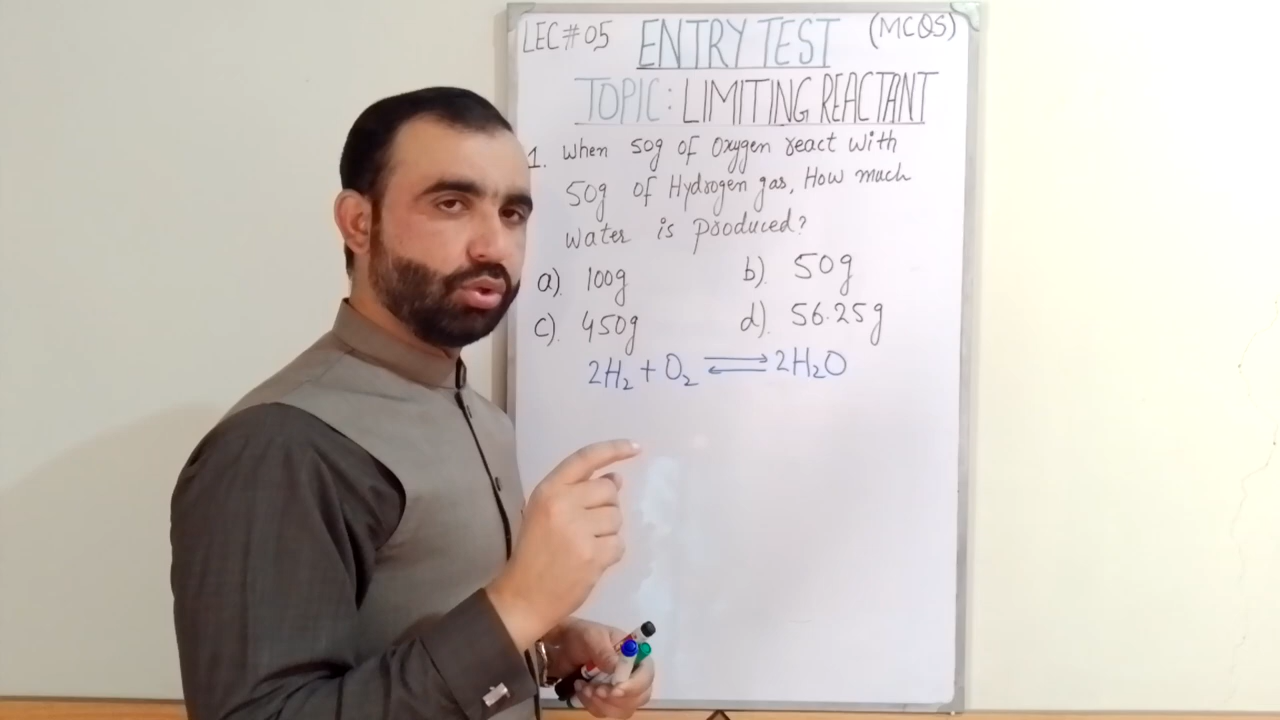 LEC#05 ENTRY TEST (MCQS)
TOPIC: LIMITING REACTANT
1. When 50g of Oxygen react with
50g of Hydrogen gas, How much
water is produced?
a). 100g b). 50g
c). 450g d). 56.25g
2H₂ + O₂ ⇌ 2H₂O